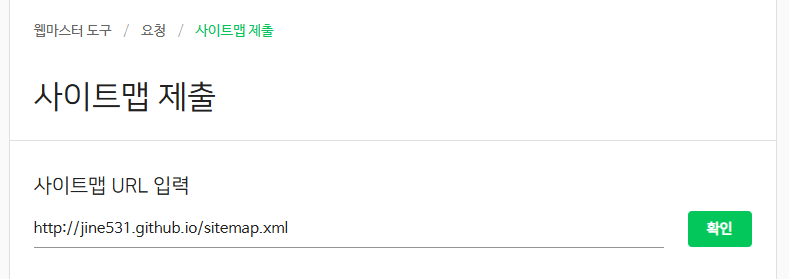 웹마스터 도구 / 요청 / 사이트맵 제출
사이트맵 제출
사이트맵 URL 입력
http://jine531.github.io/sitemap.xml 확인